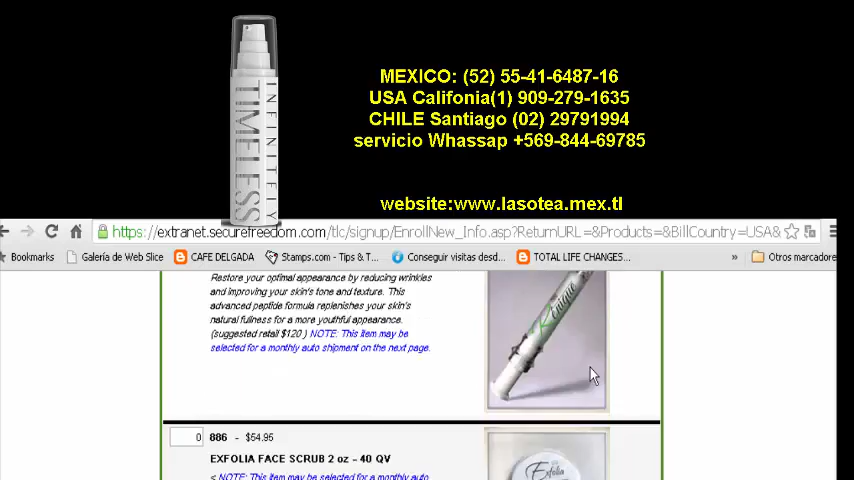 INFINITELY
TIMELESS
MEXICO: (52) 55-41-6487-16
USA Califonia(1) 909-279-1635
CHILE Santiago (02) 29791994
servicio Whassap +569-844-69785
website:www.lasotea.mex.tl
https://extranet.securefreedom.com/tlc/signup/EnrollNew_Info.asp?ReturnURL=&Products=&BillCountry=USA&
Bookmarks Galería de Web Slice CAFE DELGADA Stamps.com - Tips & T... Conseguir visitas desd... TOTAL LIFE CHANGES... » Otros marcadore
Restore your optimal appearance by reducing wrinkles
and improving your skin's tone and texture. This
advanced peptide formula replenishes your skin's
natural fullness for a more youthful appearance.
(suggested retail $120 ) NOTE: This item may be
selected for a monthly auto shipment on the next page.
Renique
0 886 - $54.95
EXFOLIA FACE SCRUB 2 oz - 40 QV
< NOTE: This item may be selected for a monthly auto
Exfolia